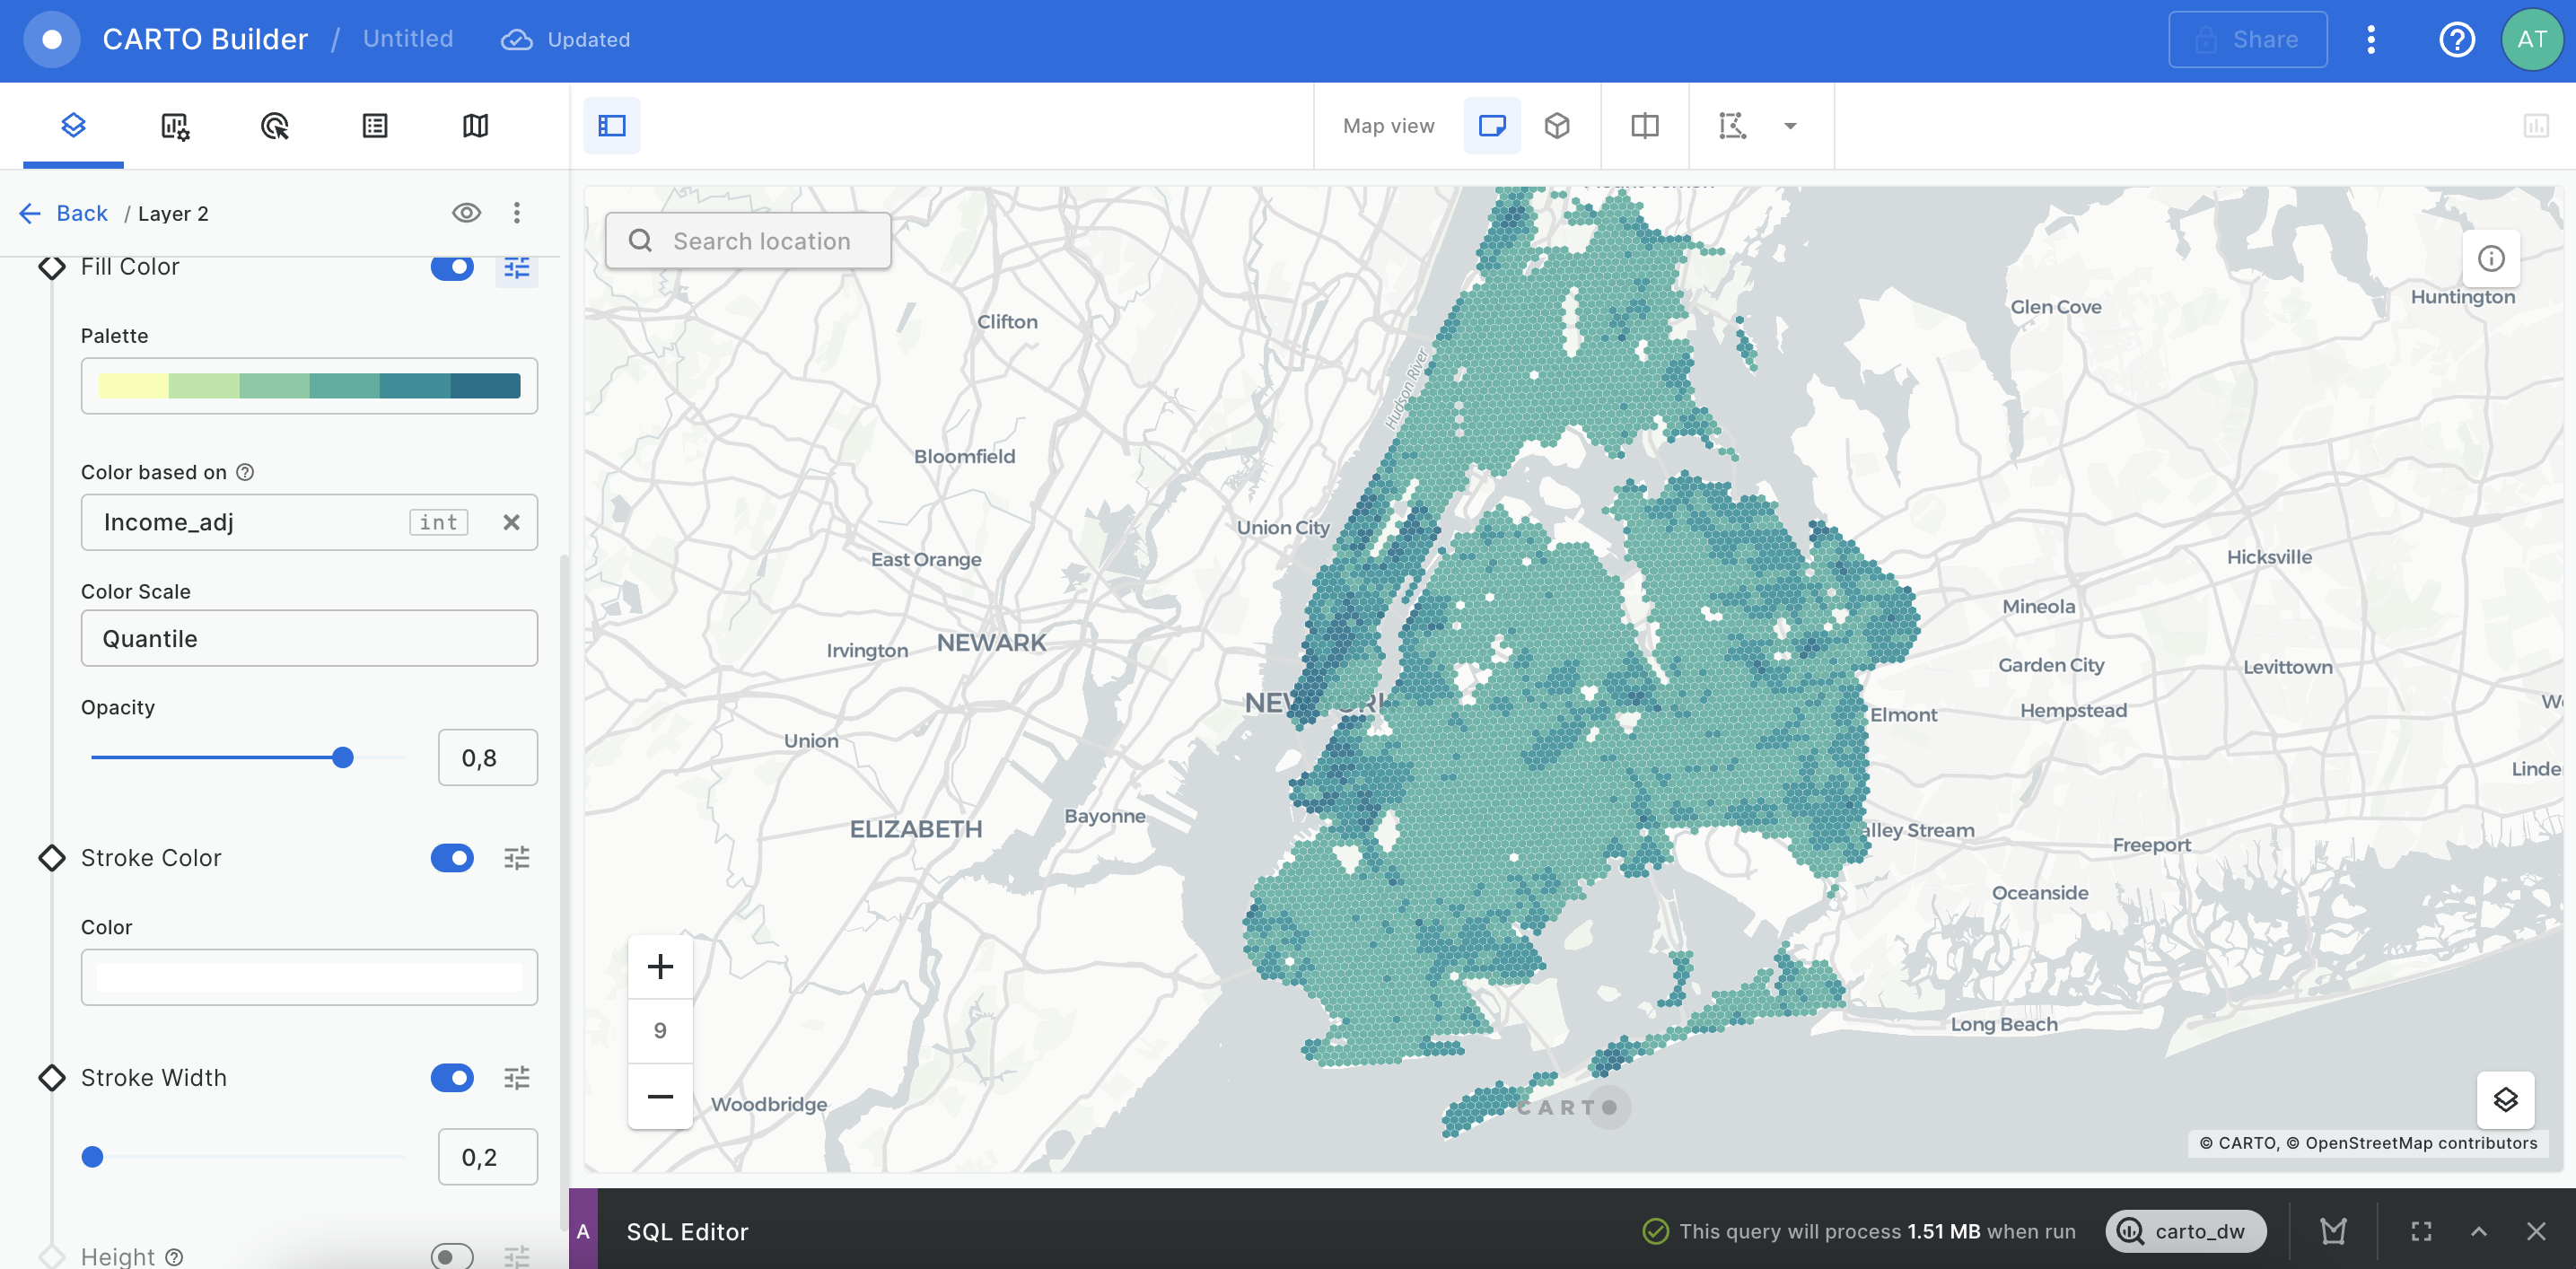 CARTO Builder / Untitled Updated Share AT
Map view
Back / Layer 2
Fill Color
Palette
Color based on
Income_adj int
Color Scale
Quantile
Opacity
0,8
Stroke Color
Color
Stroke Width
0,2
Height
Search location
Clifton
Hudson River
Glen Cove
Huntington
Bloomfield
Union City
East Orange
Hicksville
Mineola
NEWARK
Irvington
Garden City
Levittown
Elmont
Hempstead
Union
Bayonne
ELIZABETH
alley Stream
Freeport
Oceanside
Long Beach
Woodbridge
9
CARTO
© CARTO, © OpenStreetMap contributors
A SQL Editor This query will process 1.51 MB when run carto_dw